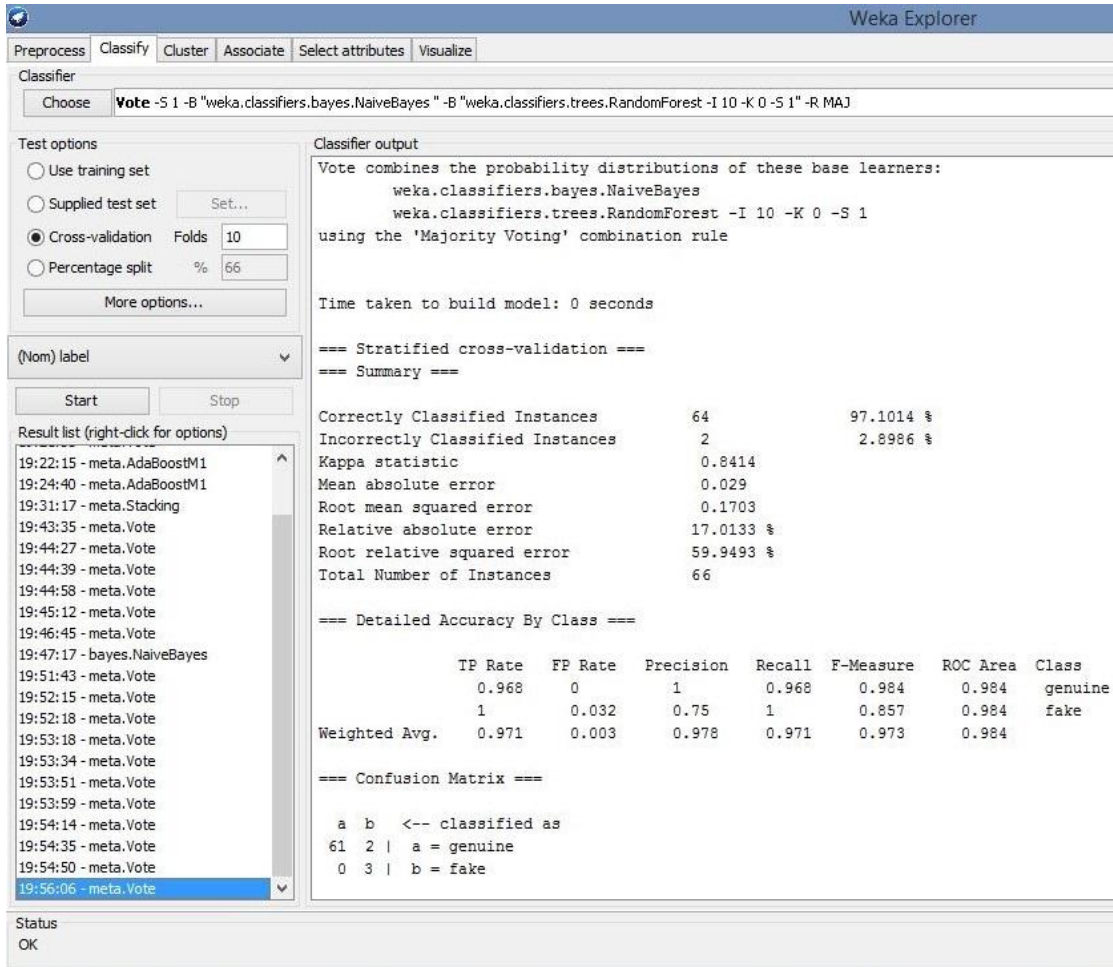 Weka Explorer
Preprocess Classify Cluster Associate Select attributes Visualize
Classifier
Choose Vote -S 1 -B "weka.classifiers.bayes.NaiveBayes " -B "weka.classifiers.trees.RandomForest -I 10 -K 0 -S 1" -R MAJ
Test options
Use training set
Supplied test set Set...
Cross-validation Folds 10
Percentage split % 66
More options...
(Nom) label
Start Stop
Result list (right-click for options)
19:22:15 - meta.AdaBoostM1
19:24:40 - meta.AdaBoostM1
19:31:17 - meta.Stacking
19:43:35 - meta.Vote
19:44:27 - meta.Vote
19:44:39 - meta.Vote
19:44:58 - meta.Vote
19:45:12 - meta.Vote
19:46:45 - meta.Vote
19:47:17 - bayes.NaiveBayes
19:51:43 - meta.Vote
19:52:15 - meta.Vote
19:52:18 - meta.Vote
19:53:18 - meta.Vote
19:53:34 - meta.Vote
19:53:51 - meta.Vote
19:53:59 - meta.Vote
19:54:14 - meta.Vote
19:54:35 - meta.Vote
19:54:50 - meta.Vote
19:56:06 - meta.Vote
Classifier output
Vote combines the probability distributions of these base learners:
weka.classifiers.bayes.NaiveBayes
weka.classifiers.trees.RandomForest -I 10 -K 0 -S 1
using the 'Majority Voting' combination rule
Time taken to build model: 0 seconds
=== Stratified cross-validation ===
=== Summary ===
Correctly Classified Instances 64 97.1014 %
Incorrectly Classified Instances 2 2.8986 %
Kappa statistic 0.8414
Mean absolute error 0.029
Root mean squared error 0.1703
Relative absolute error 17.0133 %
Root relative squared error 59.9493 %
Total Number of Instances 66
=== Detailed Accuracy By Class ===
TP Rate FP Rate Precision Recall F-Measure ROC Area Class
0.968 0 1 0.968 0.984 0.984 genuine
1 0.032 0.75 1 0.857 0.984 fake
Weighted Avg. 0.971 0.003 0.978 0.971 0.973 0.984
=== Confusion Matrix ===
a b <-- classified as
61 2 | a = genuine
0 3 | b = fake
Status
OK